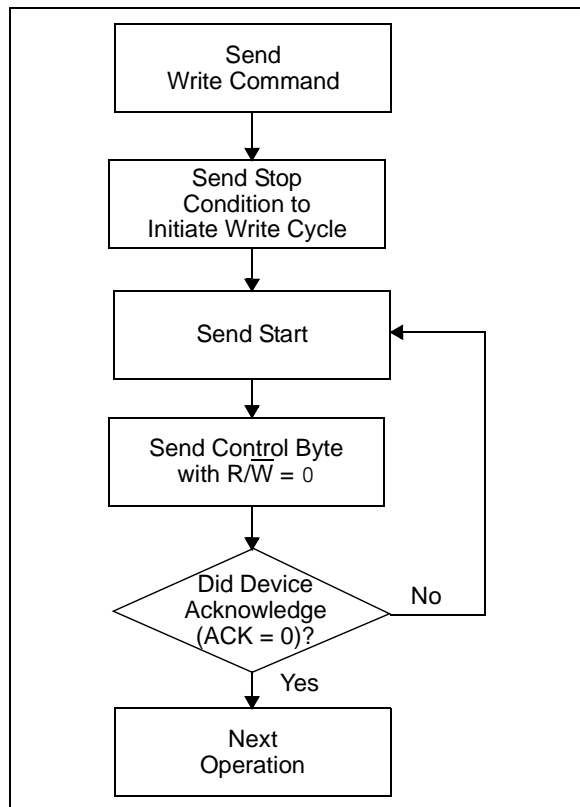 Send
Write Command
Send Stop
Condition to
Initiate Write Cycle
Send Start
Send Control Byte
with R/W̅ = 0
Did Device
Acknowledge
(ACK = 0)?
No
Yes
Next
Operation